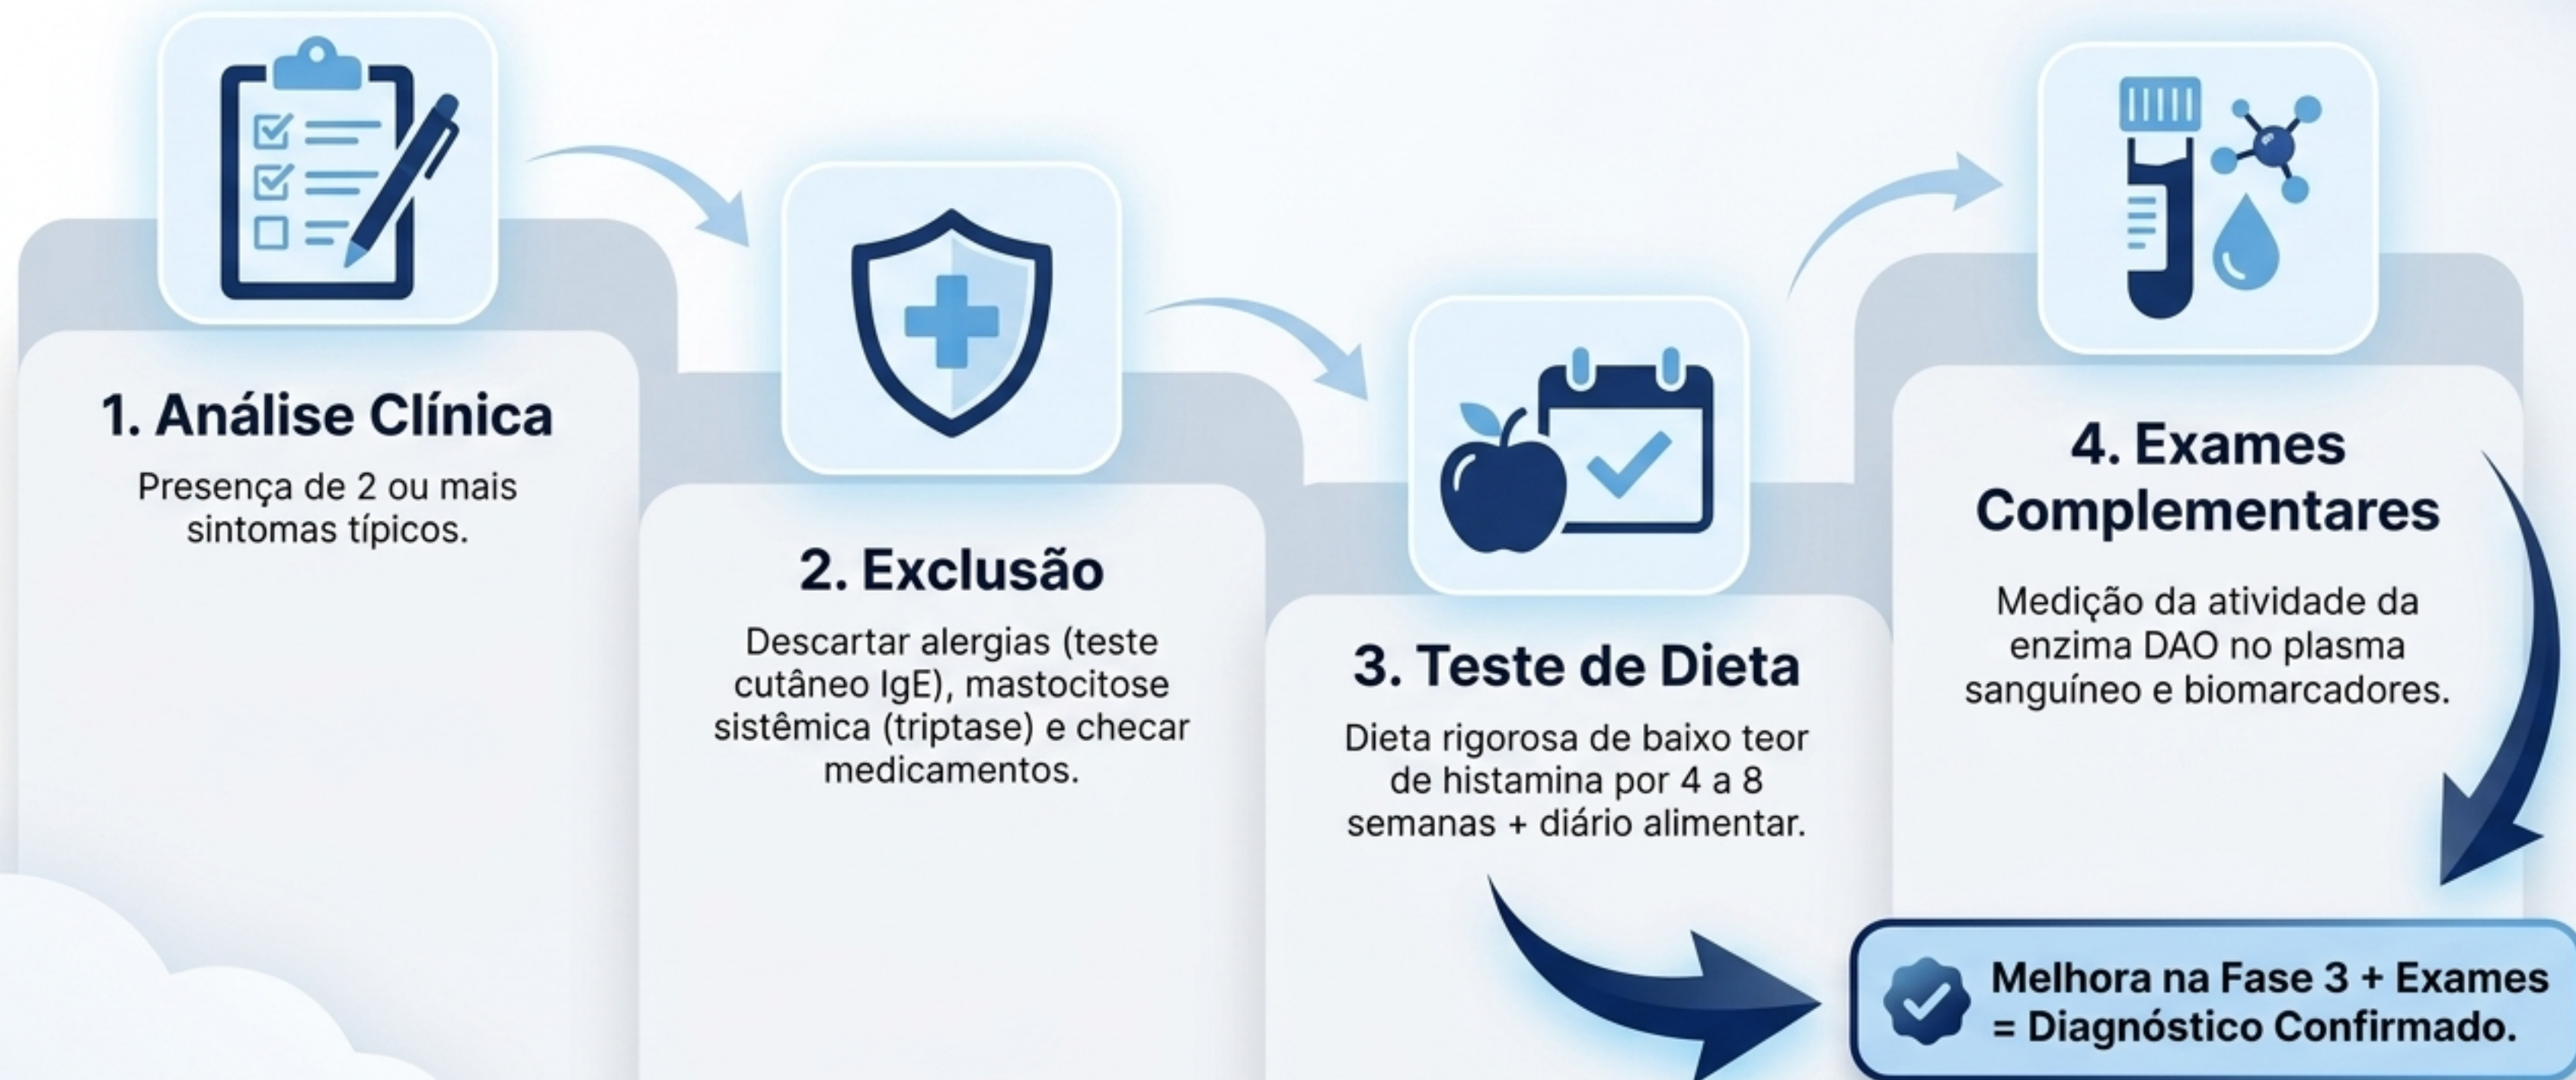 1. Análise Clínica
Presença de 2 ou mais
sintomas típicos.
2. Exclusão
Descartar alergias (teste
cutâneo IgE), mastocitose
sistêmica (triptase) e checar
medicamentos.
3. Teste de Dieta
Dieta rigorosa de baixo teor
de histamina por 4 a 8
semanas + diário alimentar.
4. Exames
Complementares
Medição da atividade da
enzima DAO no plasma
sanguíneo e biomarcadores.
Melhora na Fase 3 + Exames
= Diagnóstico Confirmado.